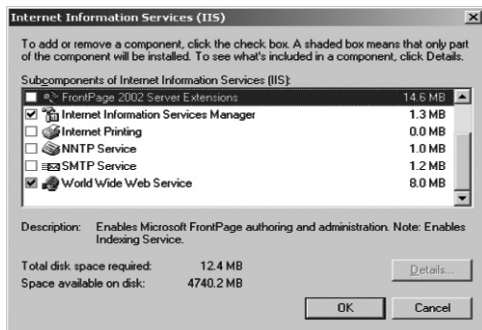 Internet Information Services (IIS)
To add or remove a component, click the check box. A shaded box means that only part
of the component will be installed. To see what's included in a component, click Details.
Subcomponents of Internet Information Services (IIS):
FrontPage 2002 Server Extensions 14.6 MB
Internet Information Services Manager 1.3 MB
Internet Printing 0.0 MB
NNTP Service 1.0 MB
SMTP Service 1.2 MB
World Wide Web Service 8.0 MB
Description: Enables Microsoft FrontPage authoring and administration. Note: Enables
Indexing Service.
Total disk space required: 12.4 MB
Space available on disk: 4740.2 MB
Details...
OK Cancel